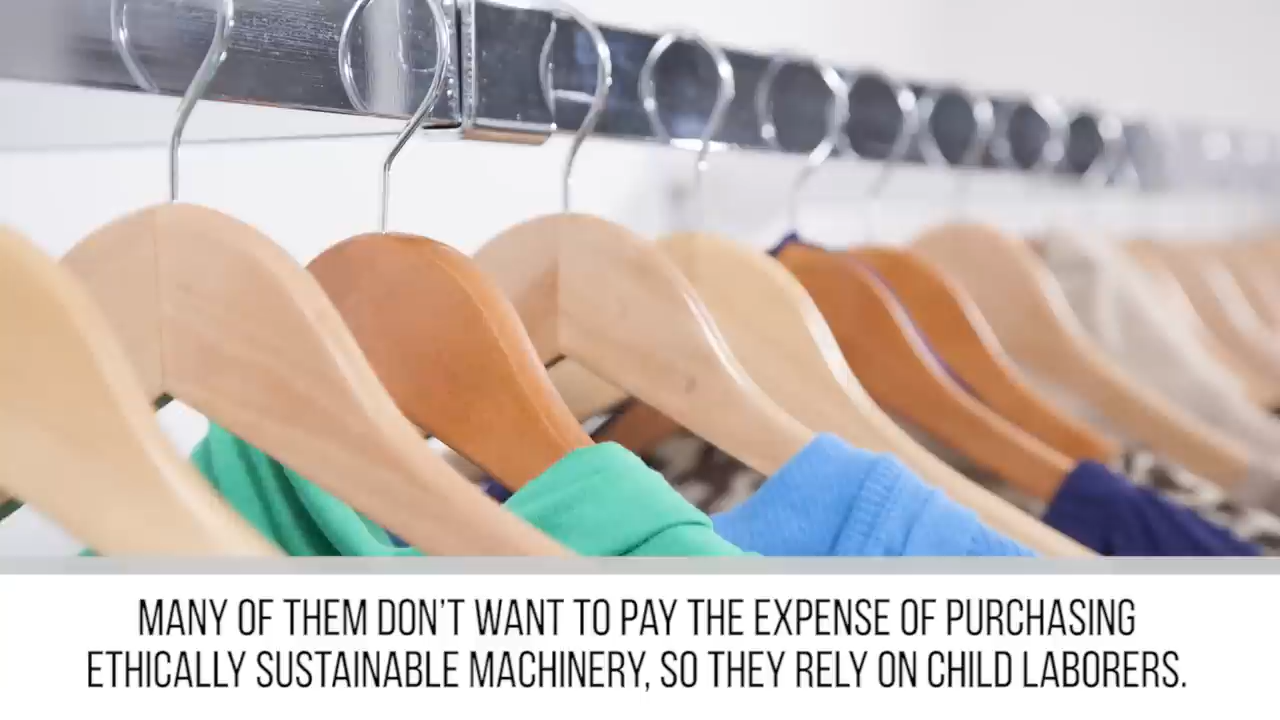 MANY OF THEM DON'T WANT TO PAY THE EXPENSE OF PURCHASING
ETHICALLY SUSTAINABLE MACHINERY, SO THEY RELY ON CHILD LABORERS.